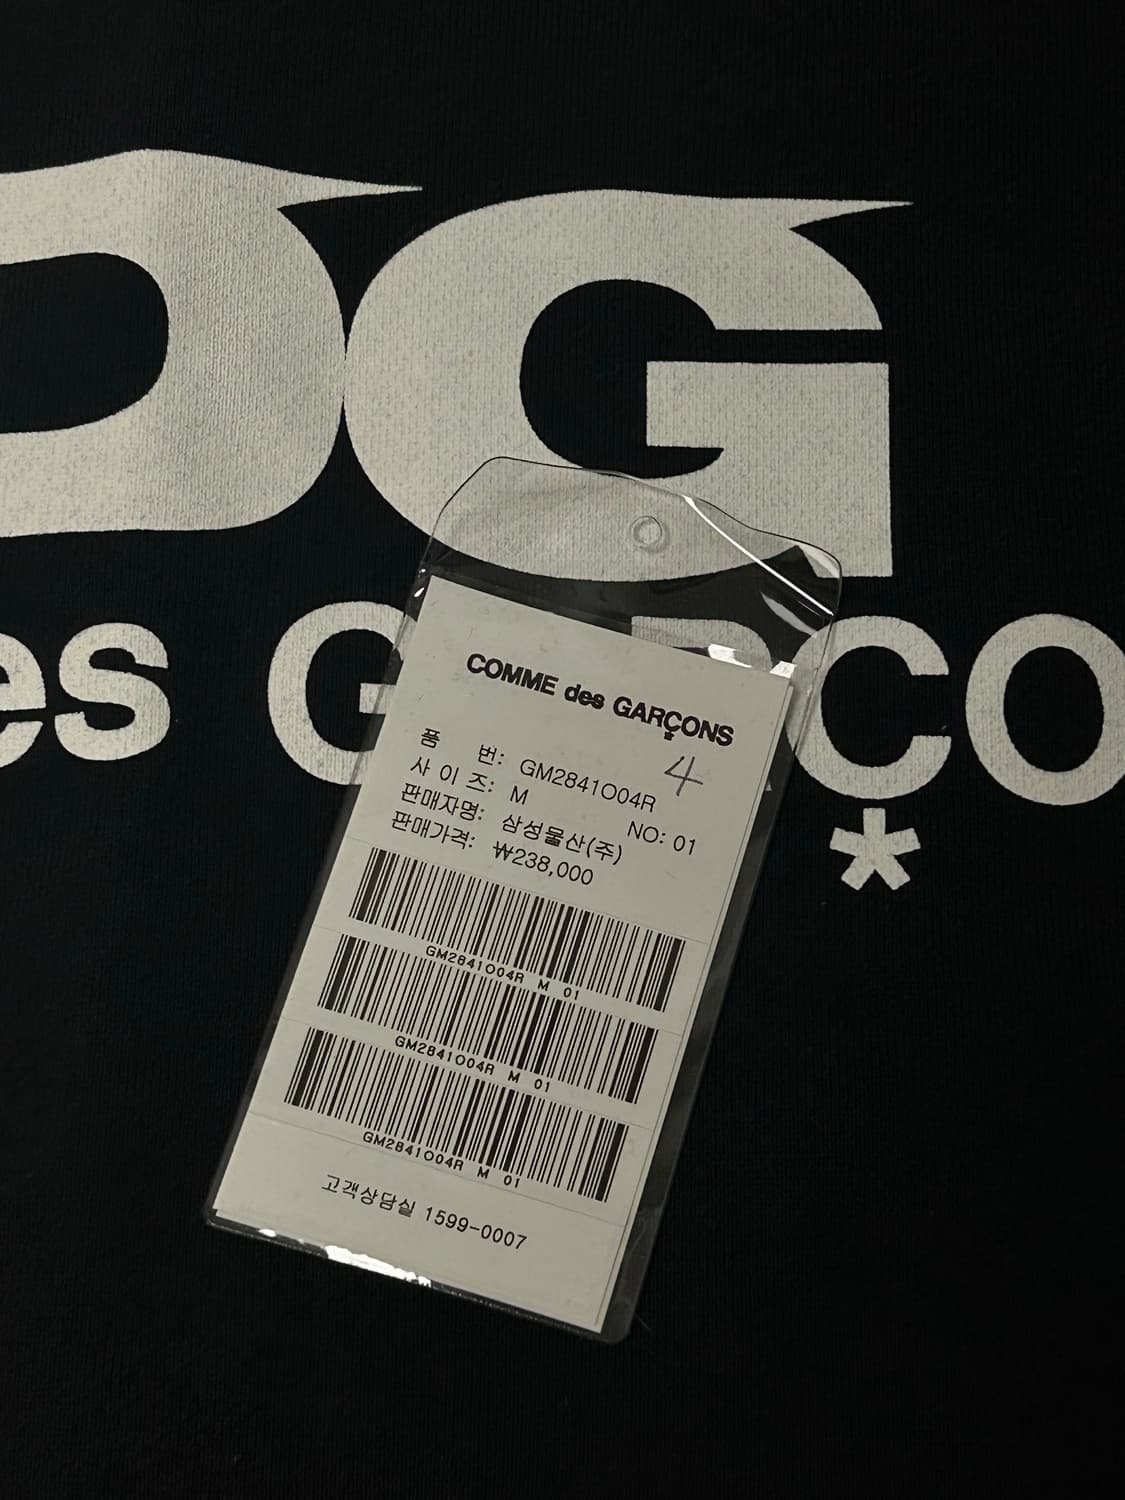 DG
es GARÇO
*
COMME des GARÇONS
품 번: GM2841O04R
4
사 이 즈: M NO: 01
판매자명: 삼성물산(주)
판매가격: ₩238,000
GM2841O04R M 01
GM2841O04R M 01
GM2841O04R M 01
고객상담실 1599-0007